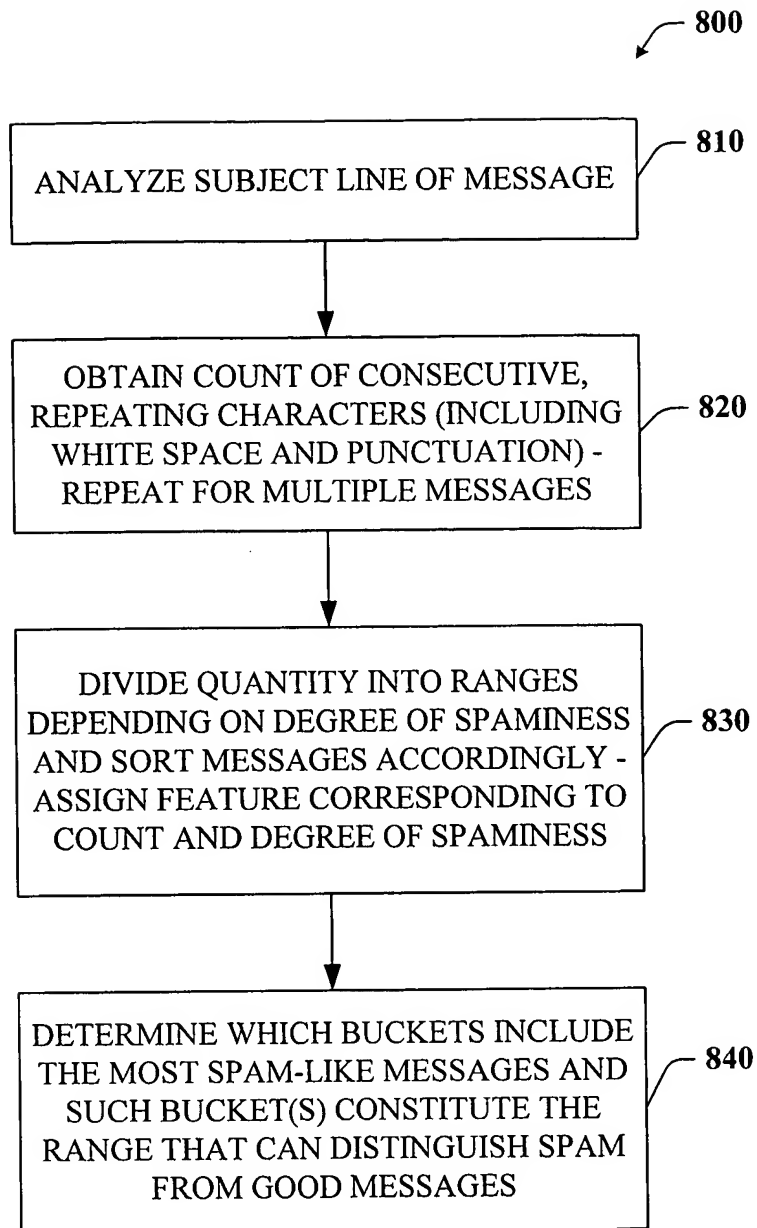 800
ANALYZE SUBJECT LINE OF MESSAGE
810
OBTAIN COUNT OF CONSECUTIVE,
REPEATING CHARACTERS (INCLUDING
WHITE SPACE AND PUNCTUATION) -
REPEAT FOR MULTIPLE MESSAGES
820
DIVIDE QUANTITY INTO RANGES
DEPENDING ON DEGREE OF SPAMINESS
AND SORT MESSAGES ACCORDINGLY -
ASSIGN FEATURE CORRESPONDING TO
COUNT AND DEGREE OF SPAMINESS
830
DETERMINE WHICH BUCKETS INCLUDE
THE MOST SPAM-LIKE MESSAGES AND
SUCH BUCKET(S) CONSTITUTE THE
RANGE THAT CAN DISTINGUISH SPAM
FROM GOOD MESSAGES
840